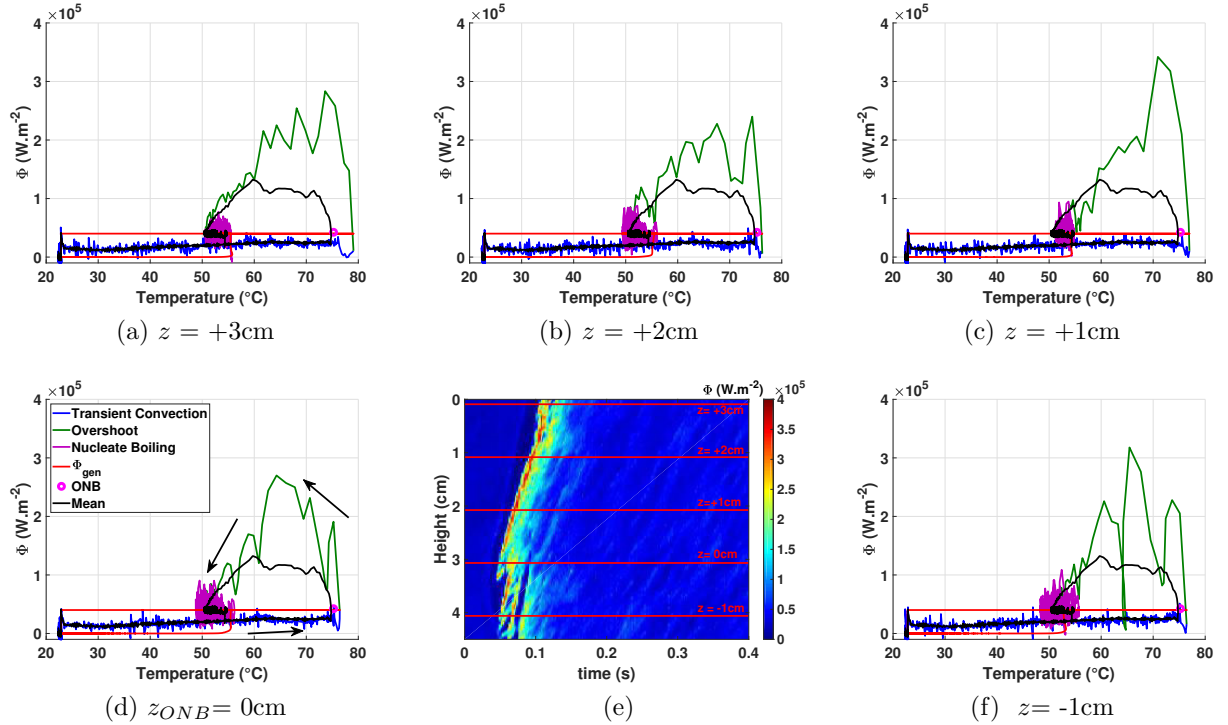 ×10⁵
4
3
2
1
0
Φ (W.m⁻²)
20 30 40 50 60 70 80
Temperature (°C)
(a) z = +3cm
×10⁵
4
3
2
1
0
Φ (W.m⁻²)
20 30 40 50 60 70 80
Temperature (°C)
(b) z = +2cm
×10⁵
4
3
2
1
0
Φ (W.m⁻²)
20 30 40 50 60 70 80
Temperature (°C)
(c) z = +1cm
×10⁵
4
3
2
1
0
Φ (W.m⁻²)
Transient Convection
Overshoot
Nucleate Boiling
Φgen
ONB
Mean
20 30 40 50 60 70 80
Temperature (°C)
(d) zONB= 0cm
Φ (W.m⁻²) ×10⁵
0
1
2
3
4
Height (cm)
z= +3cm
z= +2cm
z=+1cm
z= 0cm
z = -1cm
4
3.5
3
2.5
2
1.5
1
0.5
0
0 0.1 0.2 0.3 0.4
time (s)
(e)
×10⁵
4
3
2
1
0
Φ (W.m⁻²)
20 30 40 50 60 70 80
Temperature (°C)
(f) z= -1cm